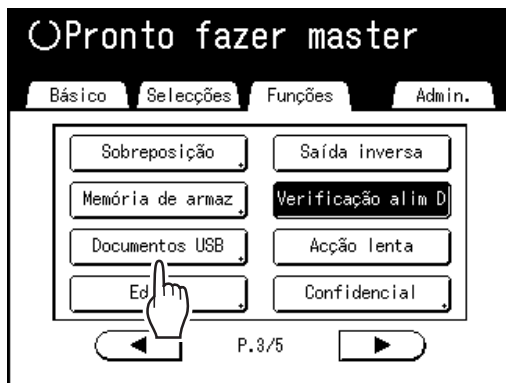 Pronto fazer master
Básico Selecções Funções Admin.
Sobreposição Saída inversa
Memória de armaz Verificação alim D
Documentos USB Acção lenta
Confidencial
P.3/5